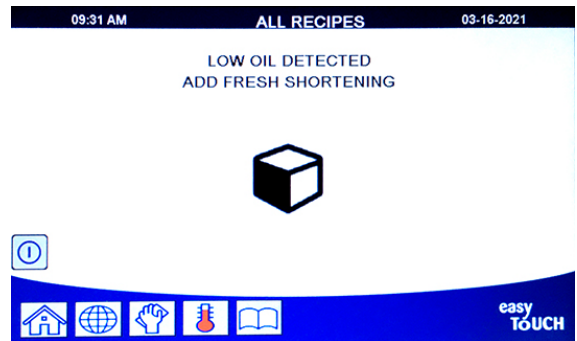 09:31 AM ALL RECIPES 03-16-2021
LOW OIL DETECTED
ADD FRESH SHORTENING
easy
ToUCH